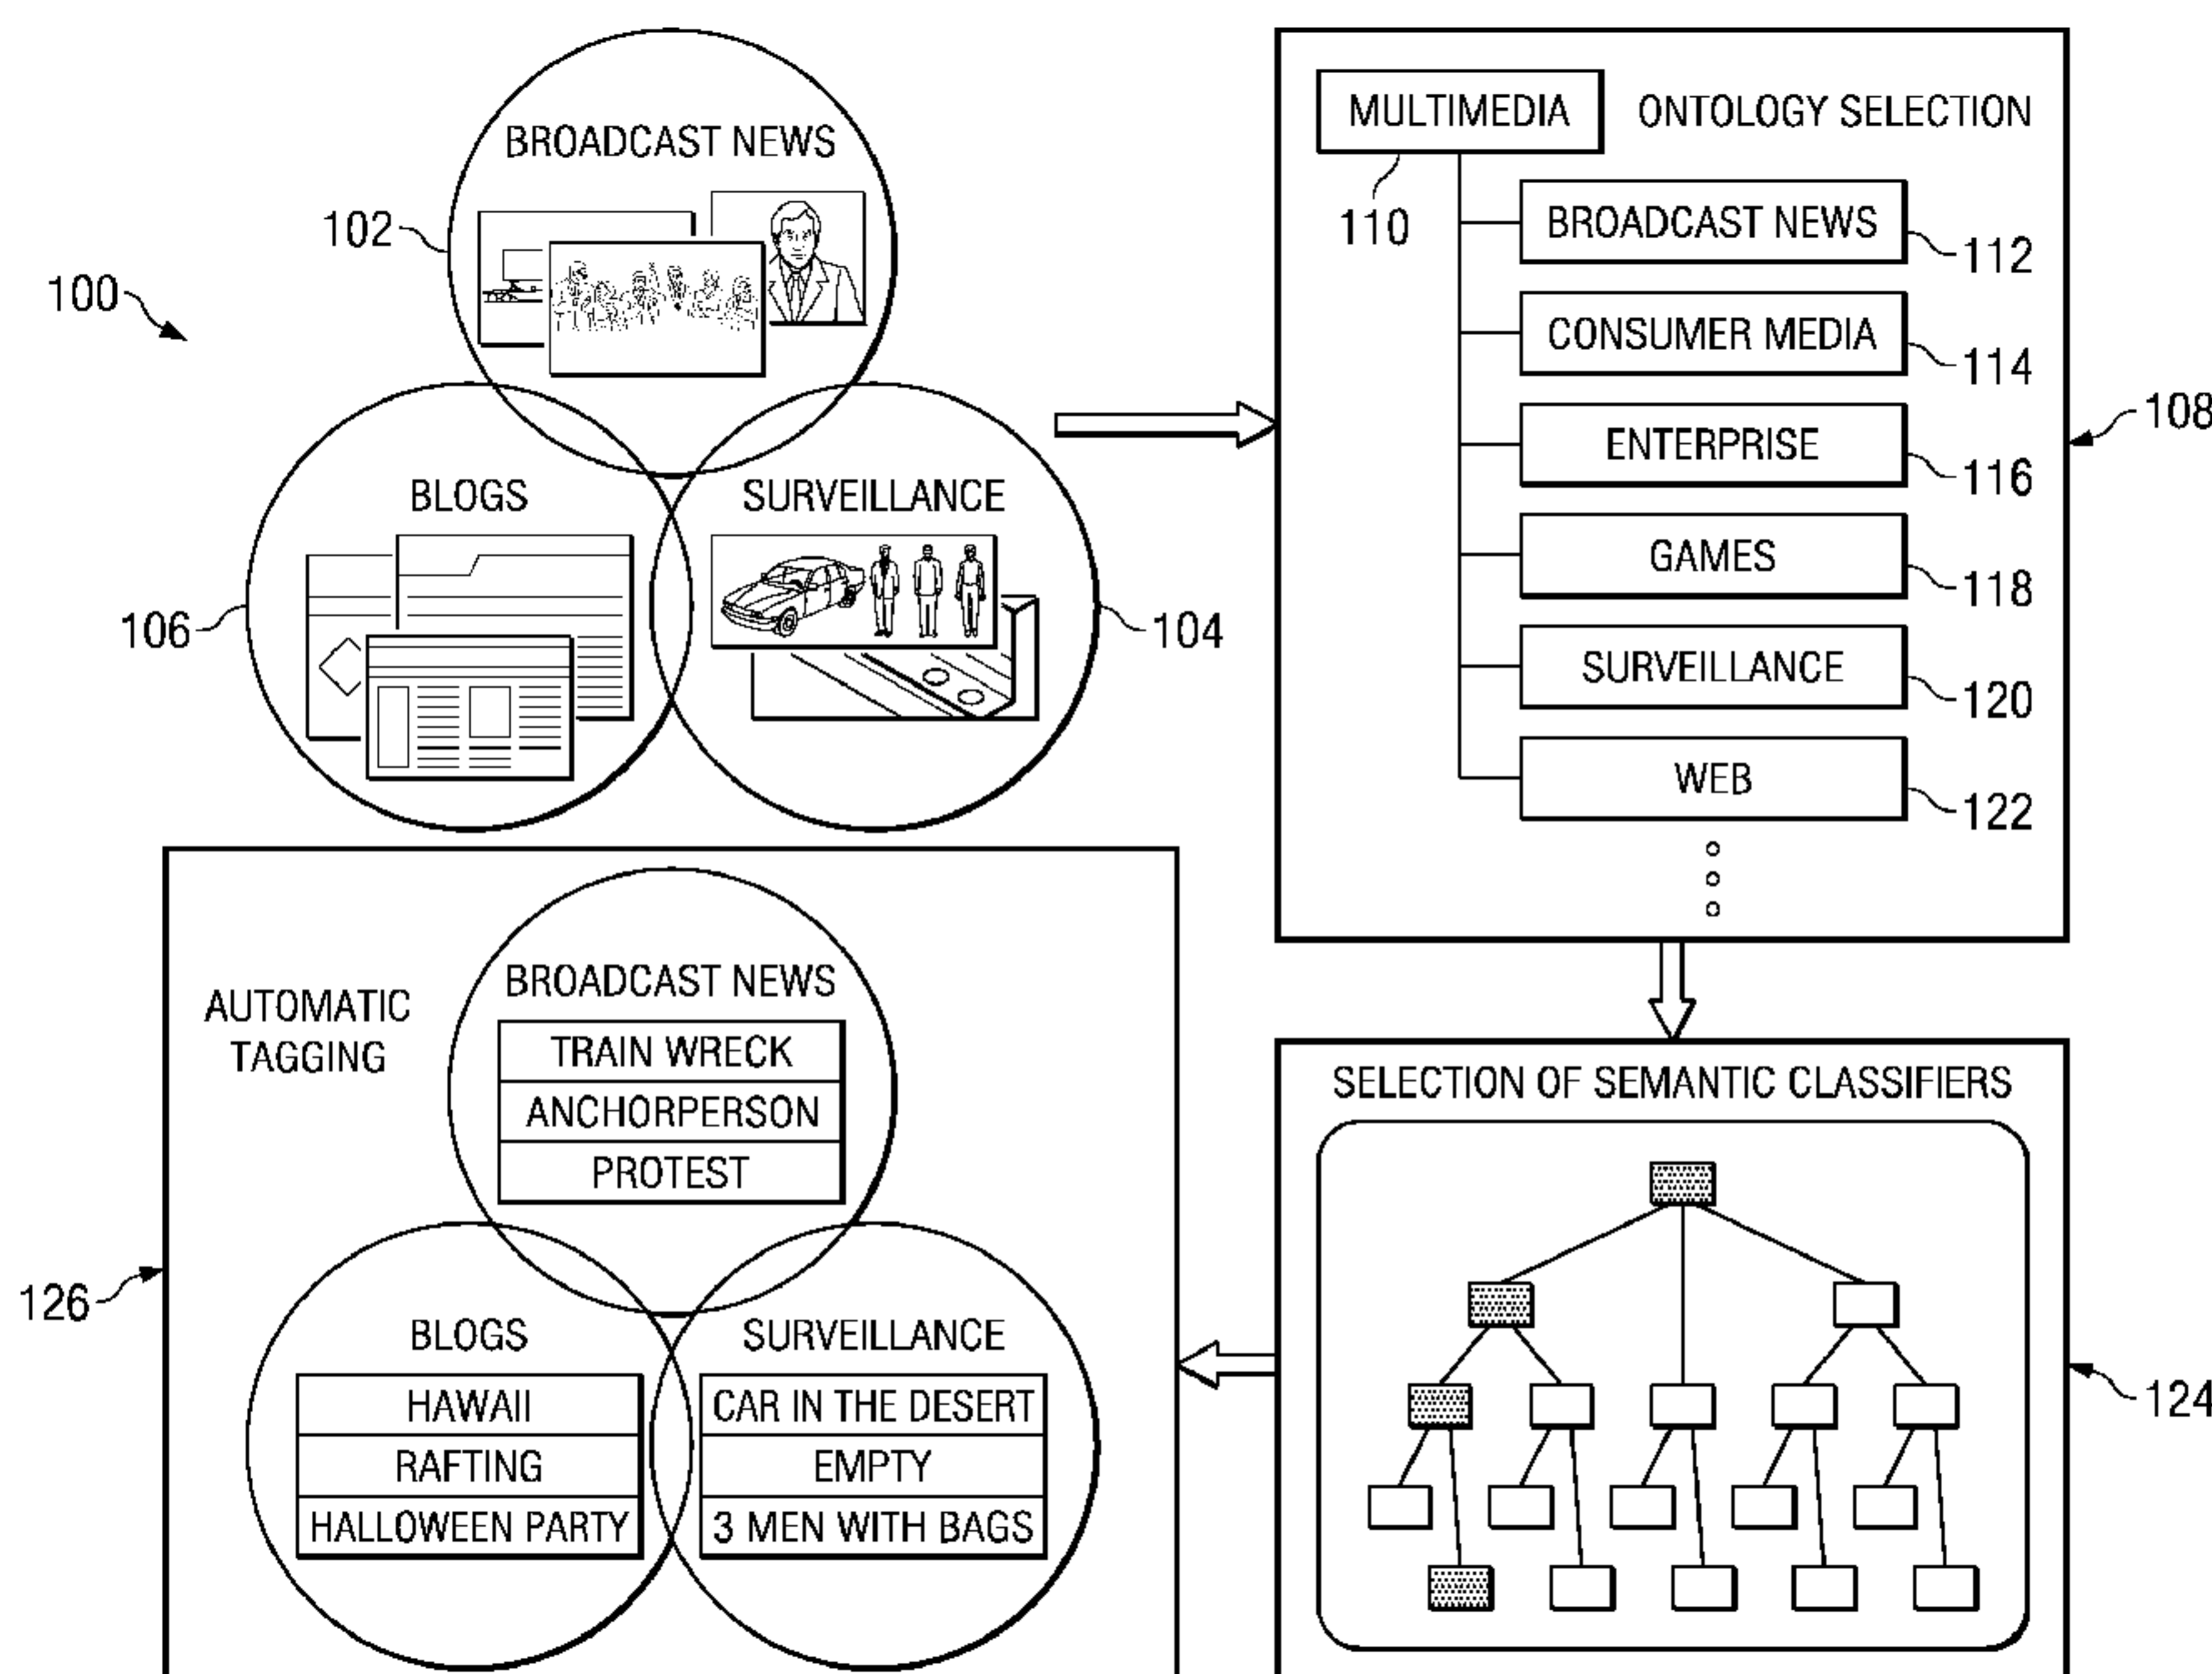 BROADCAST NEWS
102
100
BLOGS
SURVEILLANCE
106
104
MULTIMEDIA
ONTOLOGY SELECTION
110
BROADCAST NEWS
112
CONSUMER MEDIA
114
ENTERPRISE
116
GAMES
118
SURVEILLANCE
120
WEB
122
108
AUTOMATIC
TAGGING
BROADCAST NEWS
TRAIN WRECK
ANCHORPERSON
PROTEST
126
BLOGS
HAWAII
RAFTING
HALLOWEEN PARTY
SURVEILLANCE
CAR IN THE DESERT
EMPTY
3 MEN WITH BAGS
SELECTION OF SEMANTIC CLASSIFIERS
124